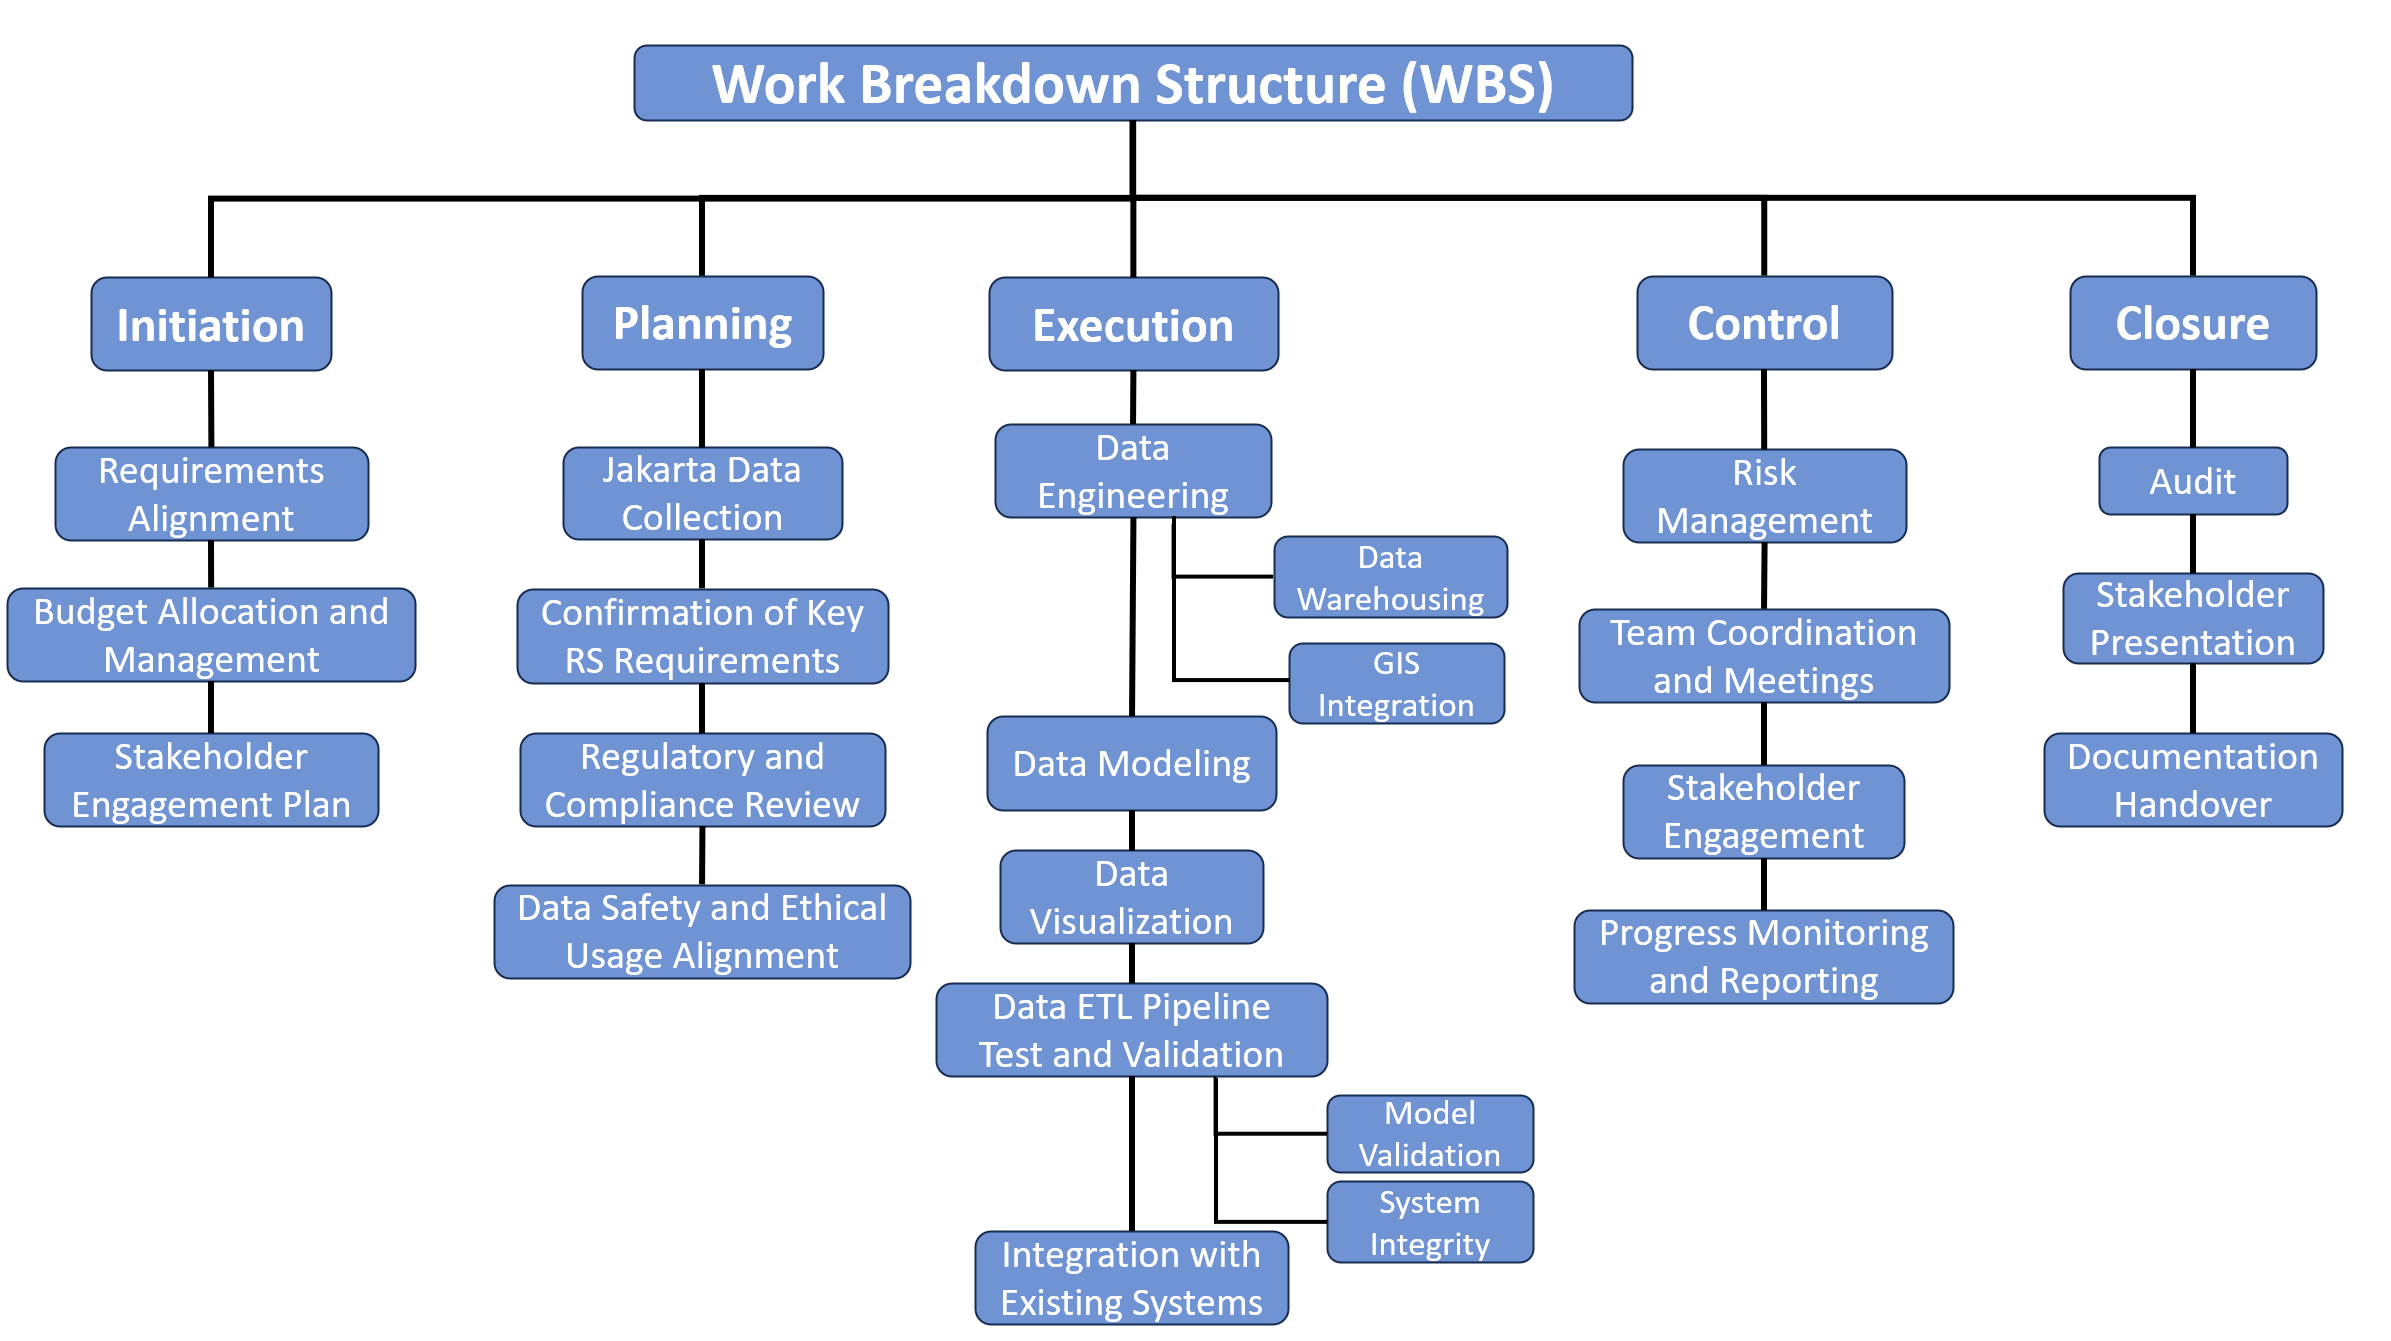 Work Breakdown Structure (WBS)
Initiation
Requirements
Alignment
Budget Allocation and
Management
Stakeholder
Engagement Plan
Planning
Jakarta Data
Collection
Confirmation of Key
RS Requirements
Regulatory and
Compliance Review
Data Safety and Ethical
Usage Alignment
Execution
Data
Engineering
Data
Warehousing
GIS
Integration
Data Modeling
Data
Visualization
Data ETL Pipeline
Test and Validation
Model
Validation
System
Integrity
Integration with
Existing Systems
Control
Risk
Management
Team Coordination
and Meetings
Stakeholder
Engagement
Progress Monitoring
and Reporting
Closure
Audit
Stakeholder
Presentation
Documentation
Handover